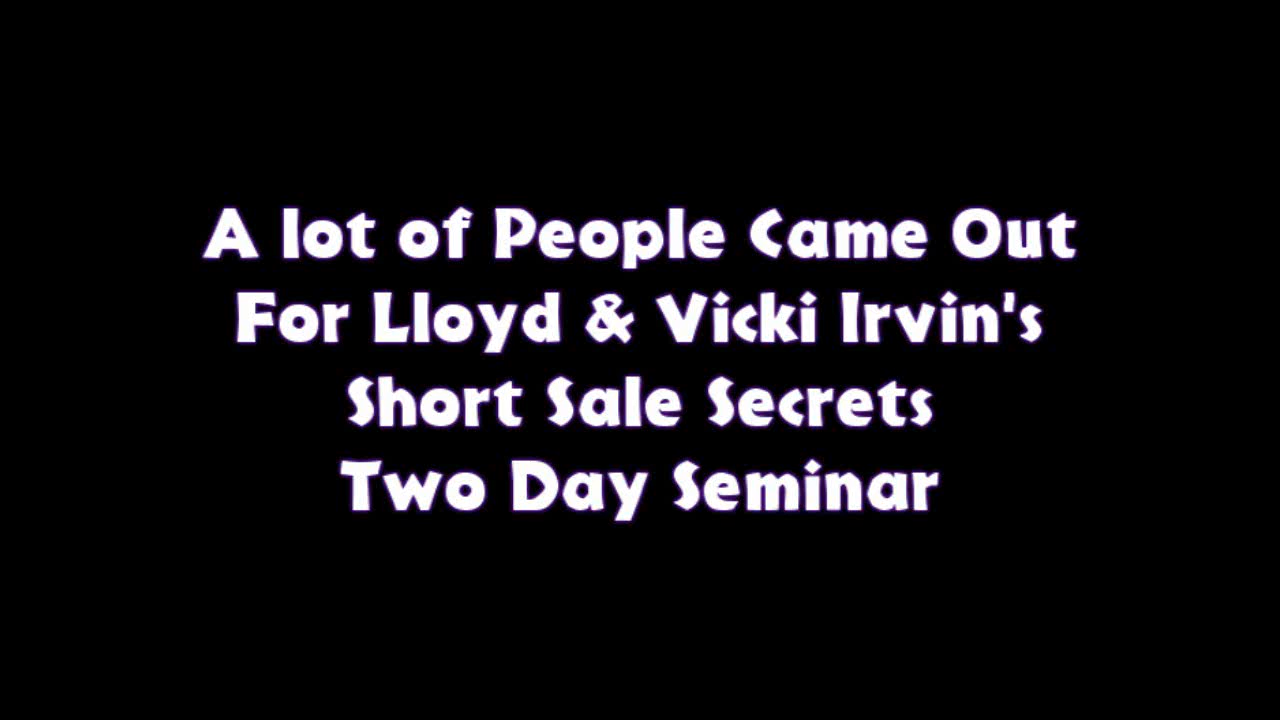 A lot of People Came Out
For Lloyd & Vicki Irvin's
Short Sale Secrets
Two Day Seminar